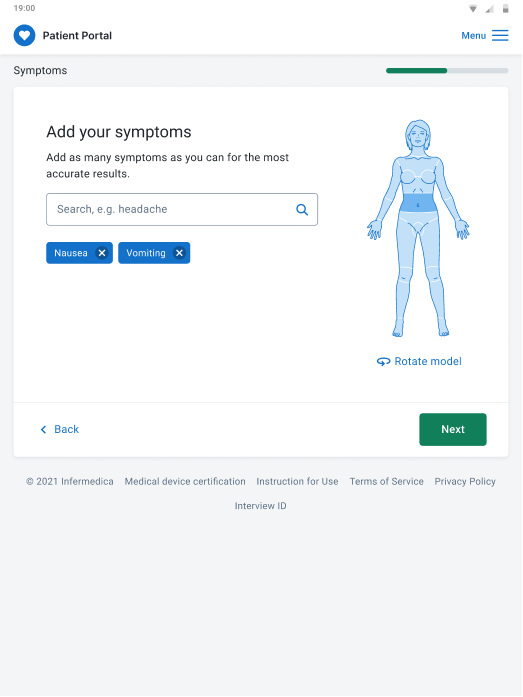 19:00
Patient Portal
Menu
Symptoms
Add your symptoms
Add as many symptoms as you can for the most
accurate results.
Search, e.g. headache
Nausea
Vomiting
Rotate model
Back
Next
© 2021 Infermedica
Medical device certification
Instruction for Use
Terms of Service
Privacy Policy
Interview ID